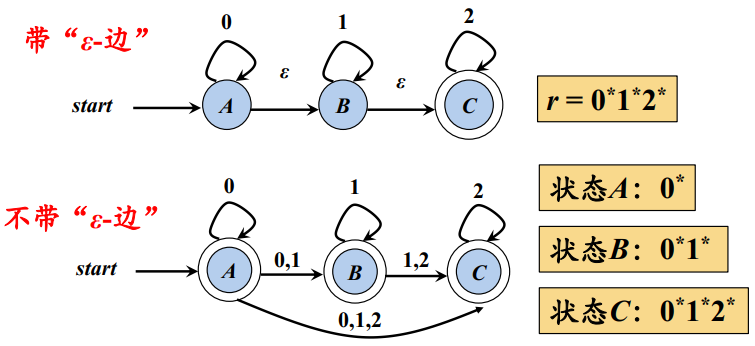 带“ε-边”
0
1
2
ε
ε
start
A
B
C
r = 0*1*2*
不带“ε-边”
0
1
2
start
A
0,1
B
1,2
C
0,1,2
状态A：0*
状态B：0*1*
状态C：0*1*2*